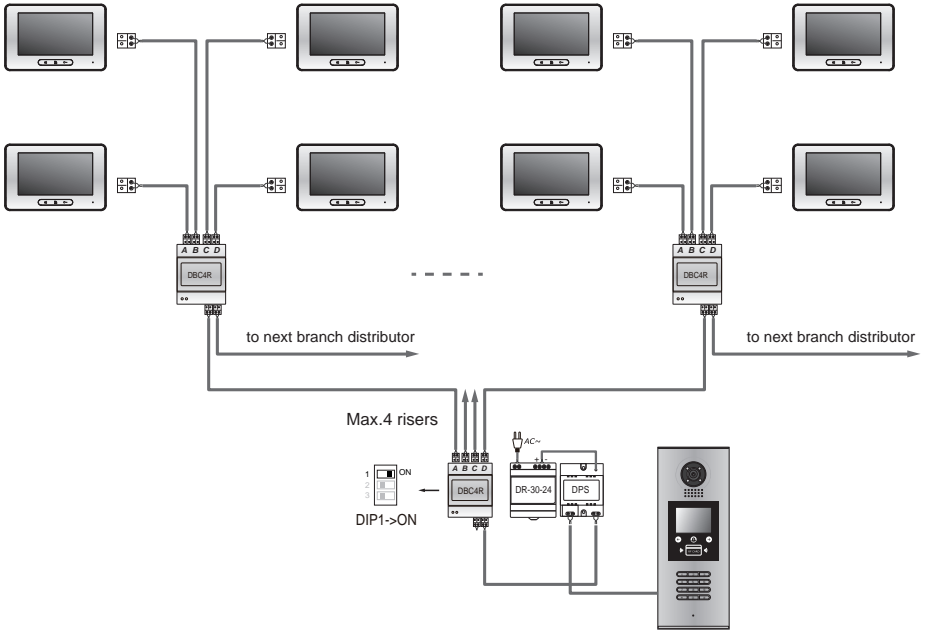 A B C D
DBC4R
A B C D
DBC4R
to next branch distributor
to next branch distributor
Max.4 risers
AC~
+ -
A B C D
DBC4R
DR-30-24
DPS
1 ON
2
3
DIP1->ON